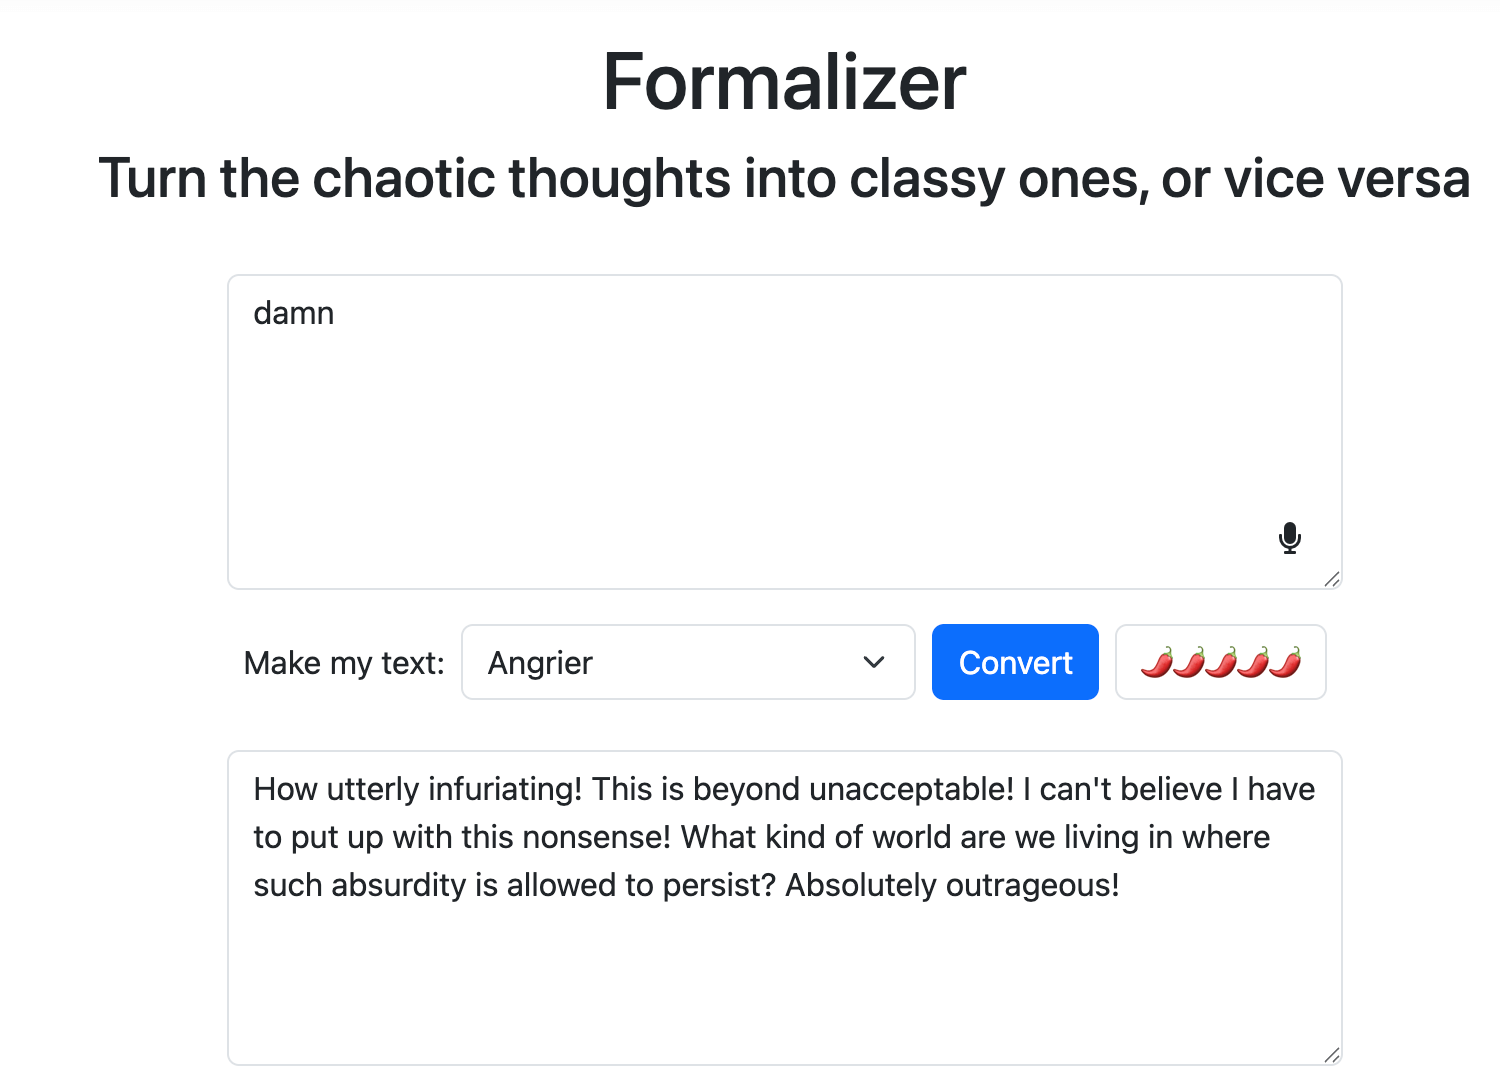 Formalizer
Turn the chaotic thoughts into classy ones, or vice versa
damn
Make my text: Angrier Convert 🌶️🌶️🌶️🌶️🌶️
How utterly infuriating! This is beyond unacceptable! I can't believe I have
to put up with this nonsense! What kind of world are we living in where
such absurdity is allowed to persist? Absolutely outrageous!